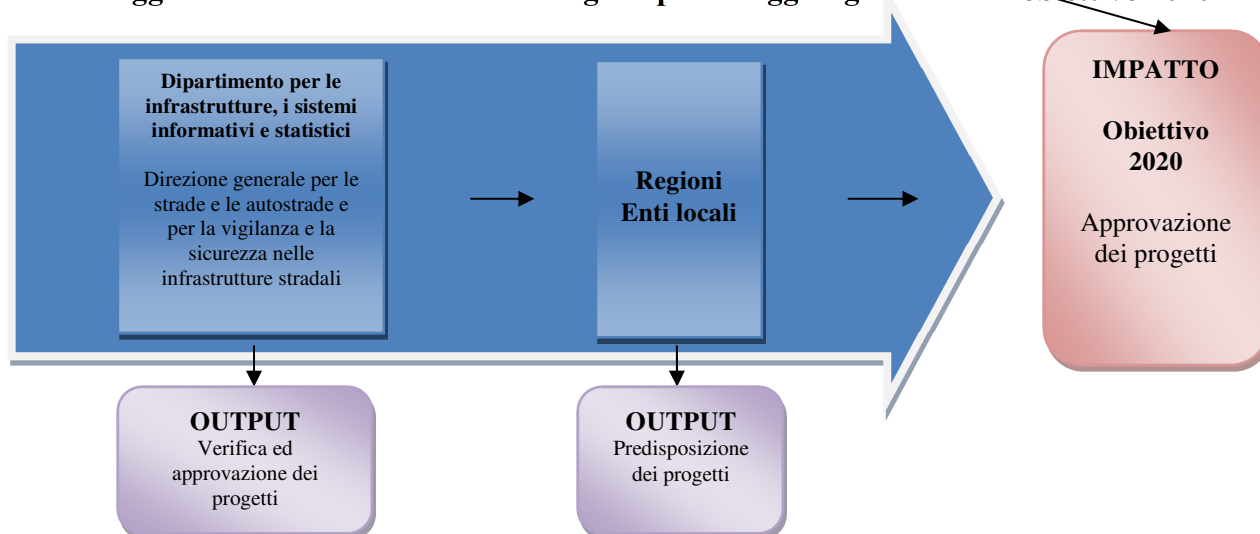 Dipartimento per le
infrastrutture, i sistemi
informativi e statistici
Direzione generale per le
strade e le autostrade e
per la vigilanza e la
sicurezza nelle
infrastrutture stradali
Regioni
Enti locali
IMPATTO
Obiettivo
2020
Approvazione
dei progetti
OUTPUT
Verifica ed
approvazione dei
progetti
OUTPUT
Predisposizione
dei progetti